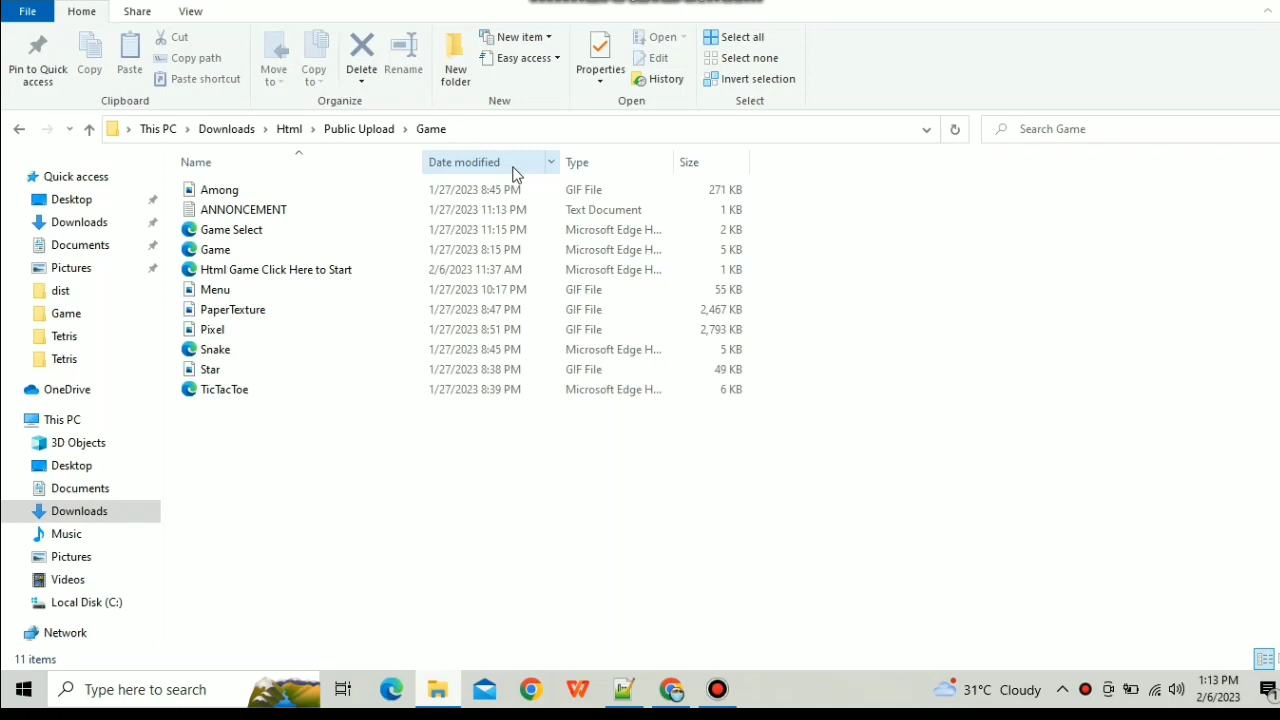 File Home Share View
Pin to Quick access
Copy
Paste
Cut
Copy path
Paste shortcut
Clipboard
Move to
Copy to
Delete
Rename
Organize
New folder
New item
Easy access
New
Properties
Open
Edit
History
Open
Select all
Select none
Invert selection
Select
This PC > Downloads > Html > Public Upload > Game
Search Game
Name Date modified Type Size
Among 1/27/2023 8:45 PM GIF File 271 KB
ANNONCEMENT 1/27/2023 11:13 PM Text Document 1 KB
Game Select 1/27/2023 11:15 PM Microsoft Edge H... 2 KB
Game 1/27/2023 8:15 PM Microsoft Edge H... 5 KB
Html Game Click Here to Start 2/6/2023 11:37 AM Microsoft Edge H... 1 KB
Menu 1/27/2023 10:17 PM GIF File 55 KB
PaperTexture 1/27/2023 8:47 PM GIF File 2,467 KB
Pixel 1/27/2023 8:51 PM GIF File 2,793 KB
Snake 1/27/2023 8:45 PM Microsoft Edge H... 5 KB
Star 1/27/2023 8:38 PM GIF File 49 KB
TicTacToe 1/27/2023 8:39 PM Microsoft Edge H... 6 KB
Quick access
Desktop
Downloads
Documents
Pictures
dist
Game
Tetris
Tetris
OneDrive
This PC
3D Objects
Desktop
Documents
Downloads
Music
Pictures
Videos
Local Disk (C:)
Network
11 items
Type here to search
31°C Cloudy
1:13 PM
2/6/2023